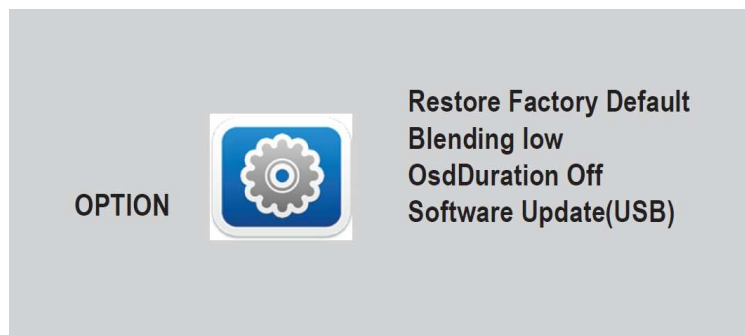 OPTION
Restore Factory Default
Blending low
OsdDuration Off
Software Update(USB)